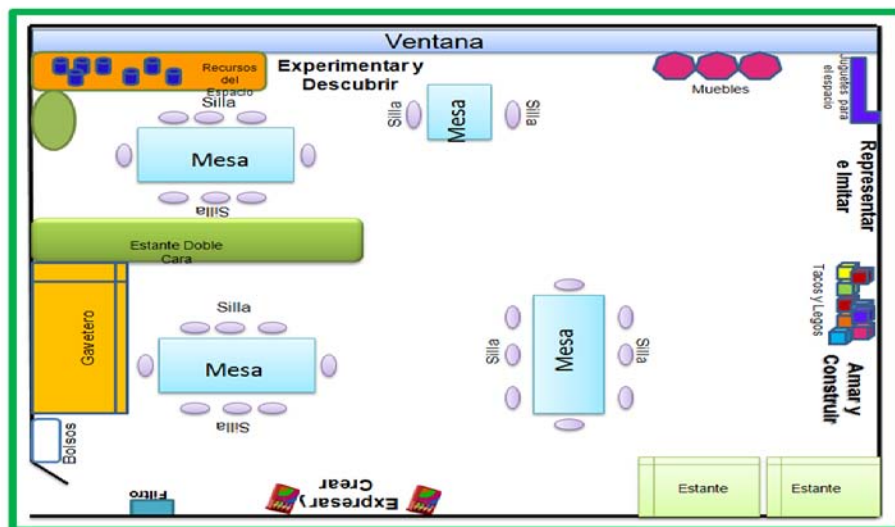 Ventana
Recursos
del
Espacio
Experimentar y
Descubrir
Muebles
Juguetes para
el espacio
Silla
Mesa
Silla
Silla
Mesa
Silla
Representar
e Imitar
Estante Doble
Cara
Tacos y Legos
Gavetero
Silla
Mesa
Silla
Silla
Mesa
Silla
Amar y
Construir
Bolsos
Filtro
Expresar y
Crear
Estante
Estante